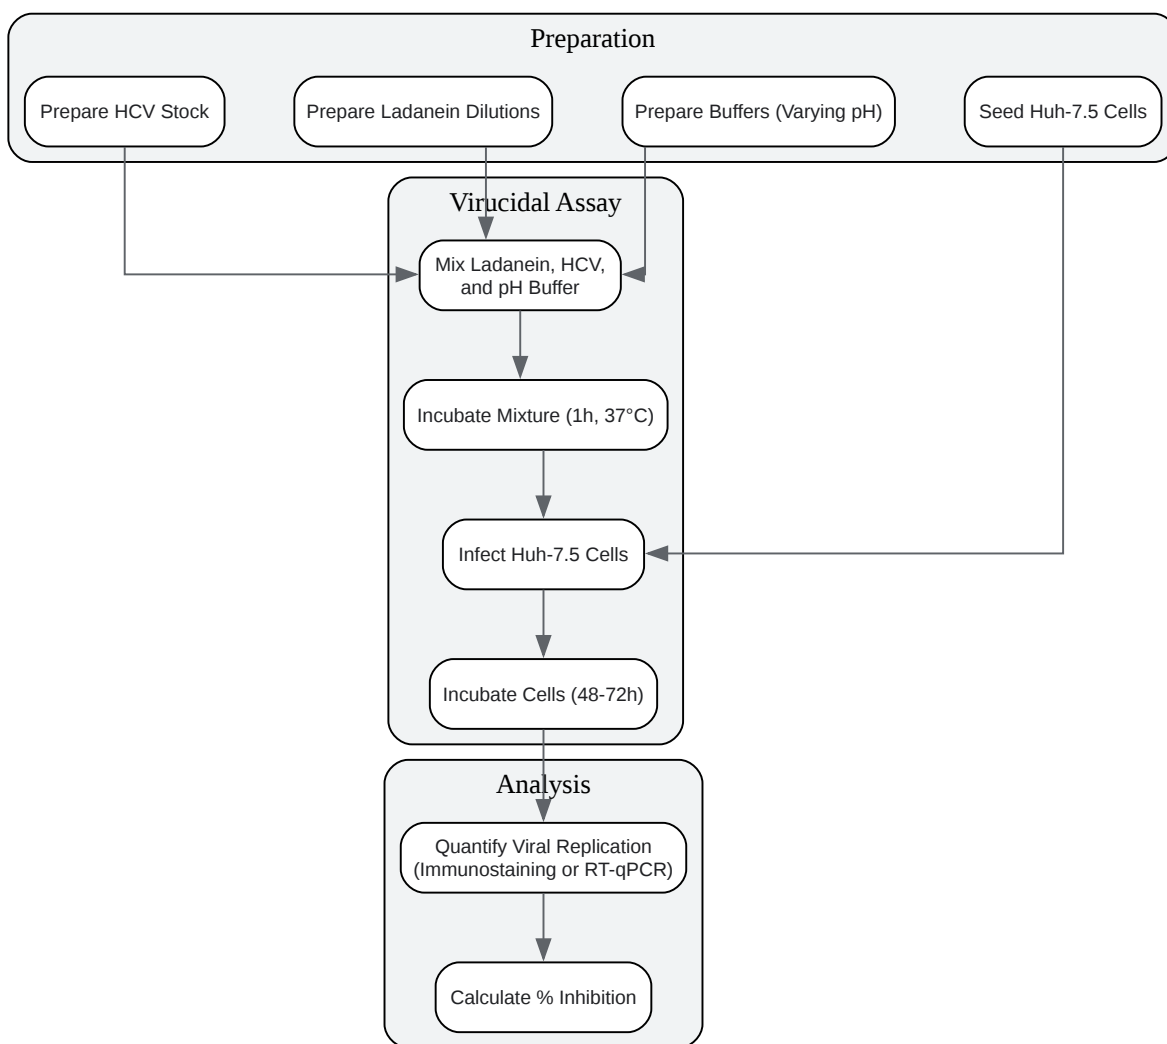 Preparation
Prepare HCV Stock
Prepare Ladanein Dilutions
Prepare Buffers (Varying pH)
Seed Huh-7.5 Cells
Virucidal Assay
Mix Ladanein, HCV,
and pH Buffer
Incubate Mixture (1h, 37°C)
Infect Huh-7.5 Cells
Incubate Cells (48-72h)
Analysis
Quantify Viral Replication
(Immunostaining or RT-qPCR)
Calculate % Inhibition